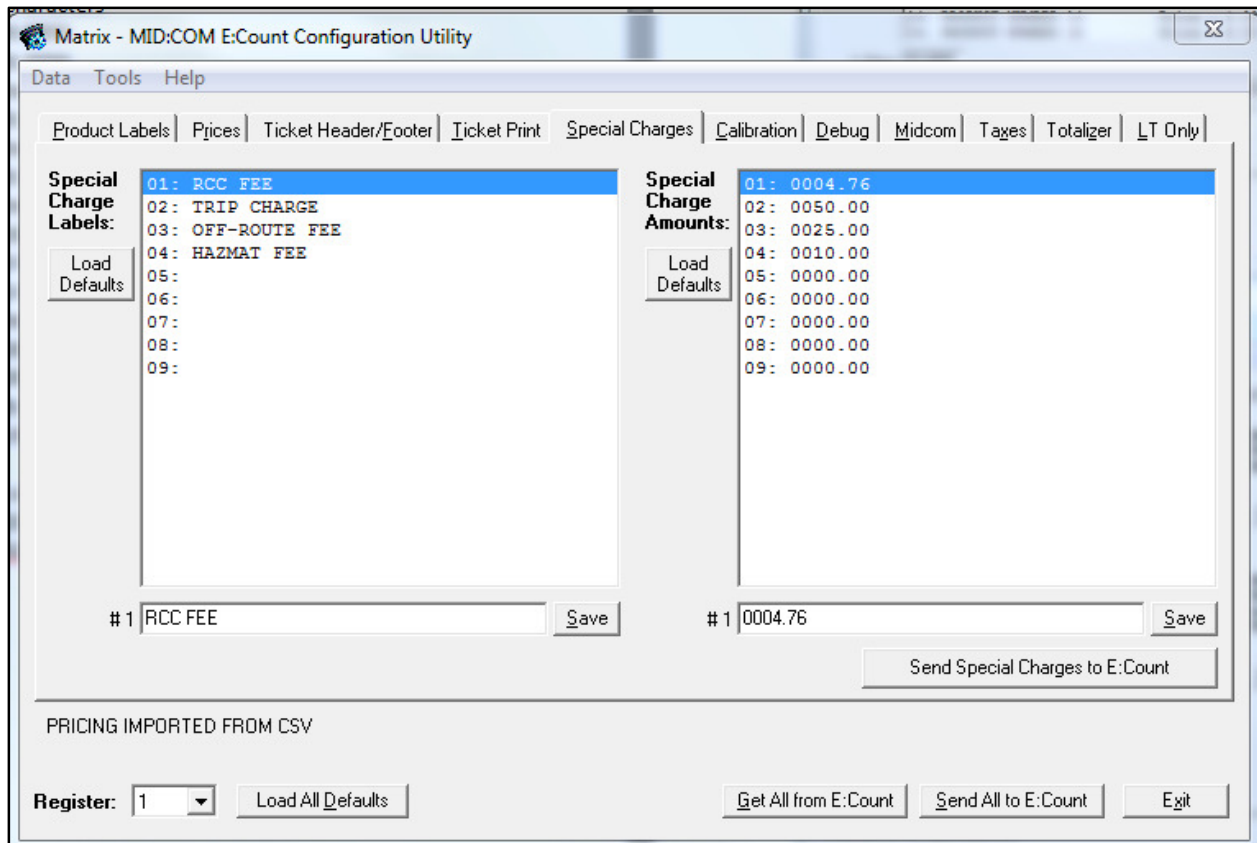 Matrix - MID:COM E:Count Configuration Utility
Data Tools Help
Product Labels Prices Ticket Header/Footer Ticket Print Special Charges Calibration Debug Midcom Taxes Totalizer LT Only
Special
Charge
Labels:
Load
Defaults
01: RCC FEE
02: TRIP CHARGE
03: OFF-ROUTE FEE
04: HAZMAT FEE
05:
06:
07:
08:
09:
# 1 RCC FEE Save
Special
Charge
Amounts:
Load
Defaults
01: 0004.76
02: 0050.00
03: 0025.00
04: 0010.00
05: 0000.00
06: 0000.00
07: 0000.00
08: 0000.00
09: 0000.00
# 1 0004.76 Save
Send Special Charges to E:Count
PRICING IMPORTED FROM CSV
Register: 1 Load All Defaults Get All from E:Count Send All to E:Count Exit